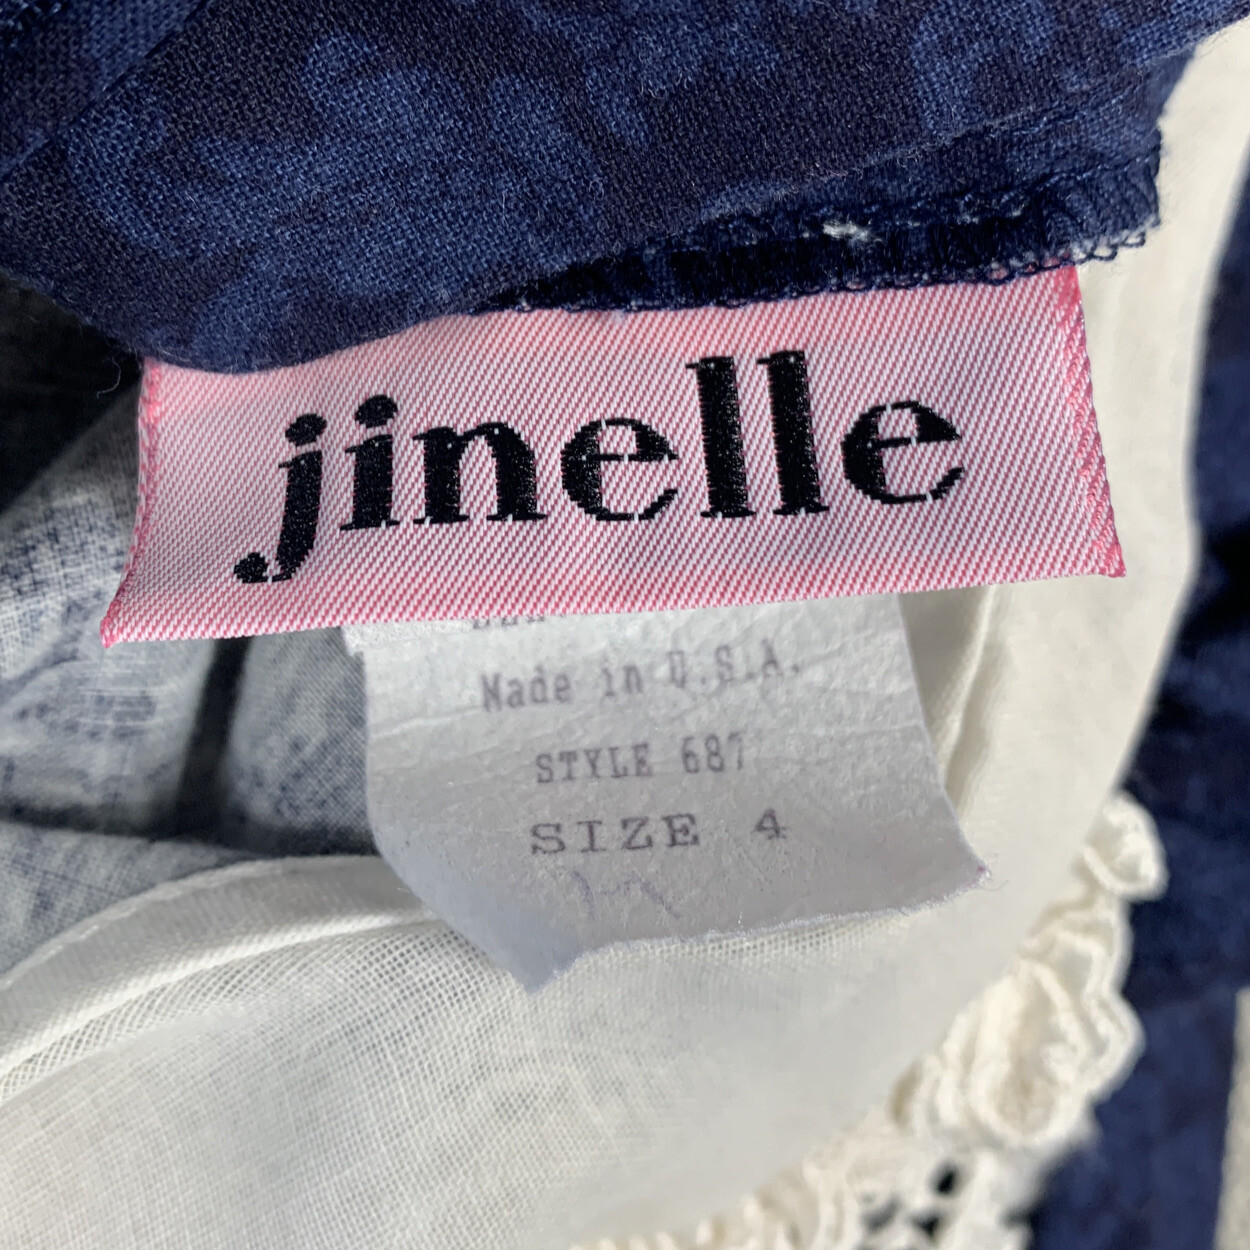 jinelle
Made in U.S.A.
STYLE 687
SIZE 4